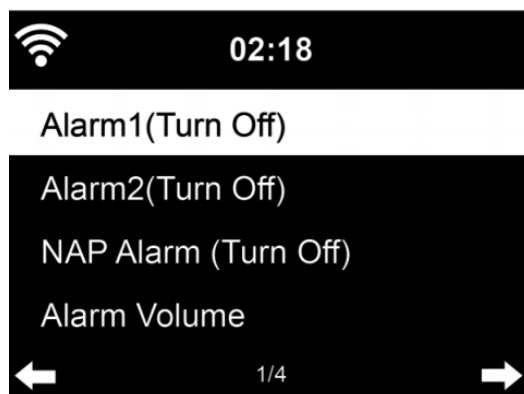 02:18
Alarm1(Turn Off)
Alarm2(Turn Off)
NAP Alarm (Turn Off)
Alarm Volume
1/4